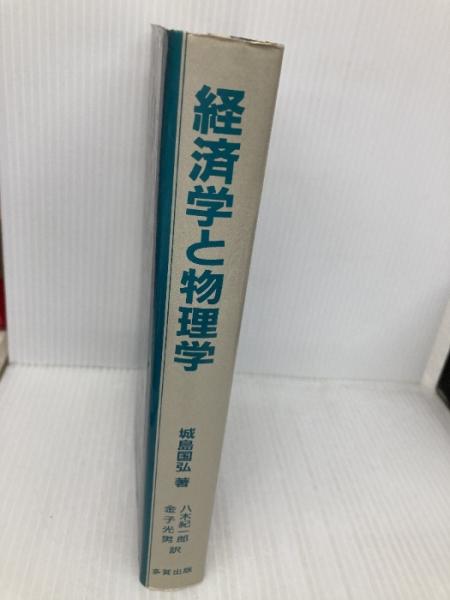 経済学と物理学
城島国弘 著
八木紀一郎
金子光男 訳
多賀出版